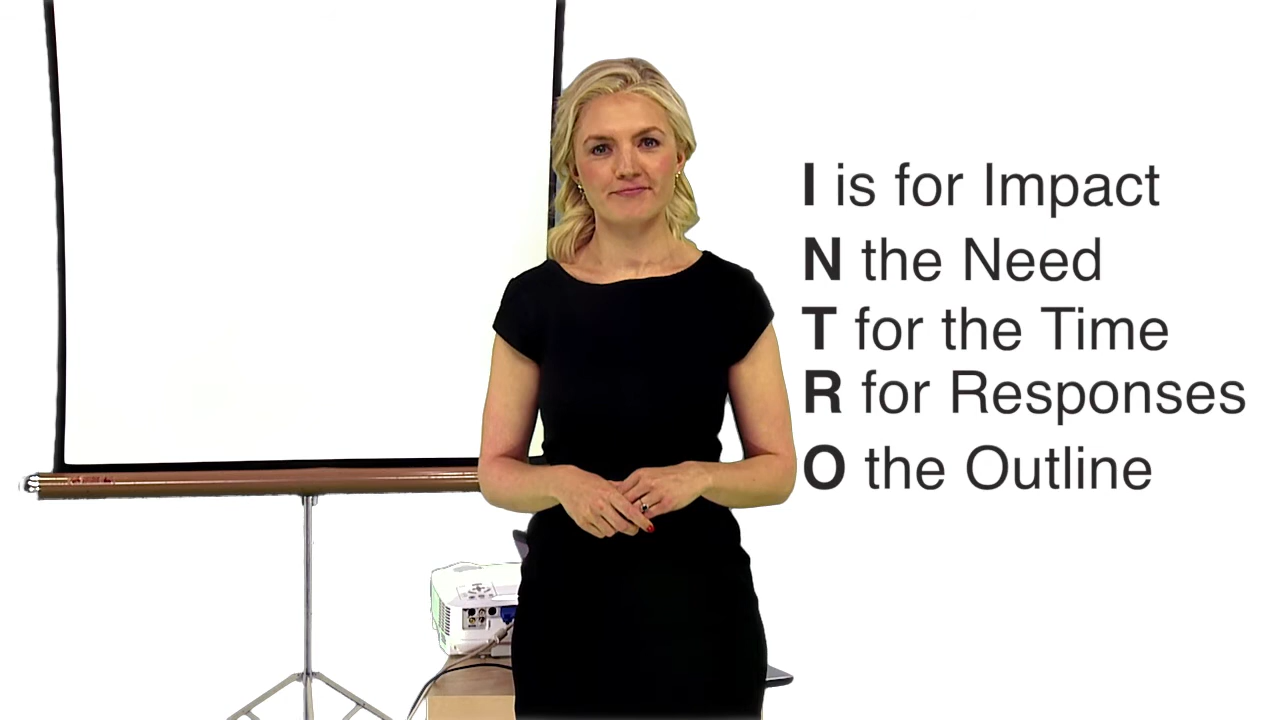 I is for Impact
N the Need
T for the Time
R for Responses
O the Outline